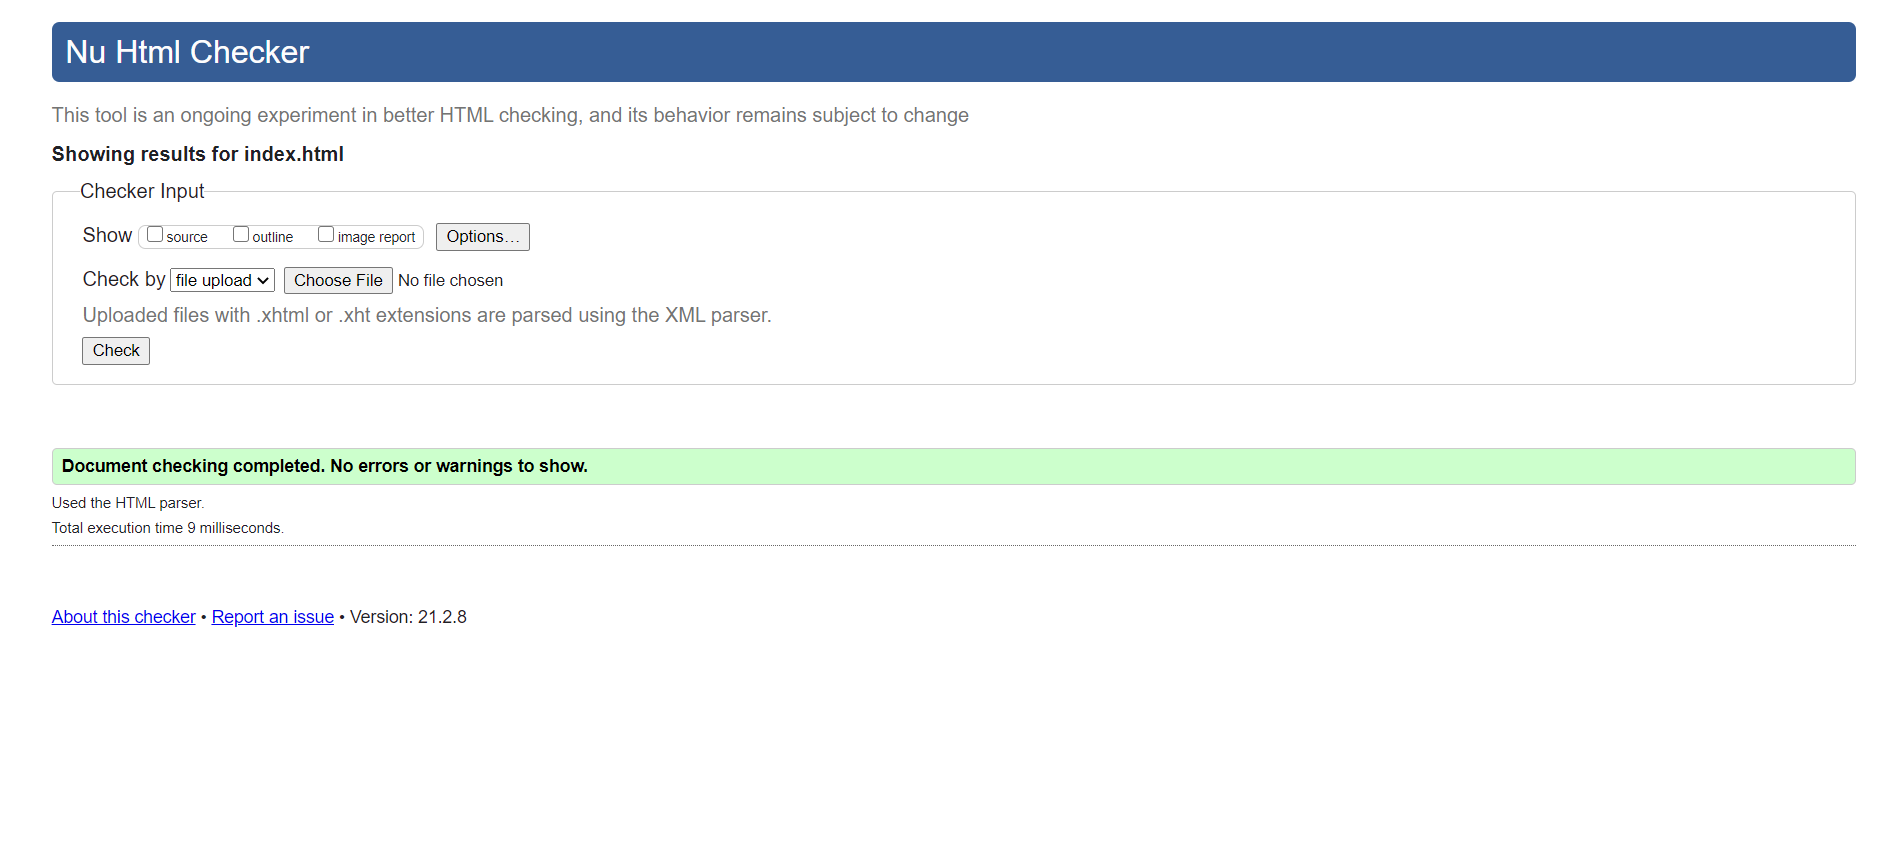 Nu Html Checker
This tool is an ongoing experiment in better HTML checking, and its behavior remains subject to change
Showing results for index.html
Checker Input
Show source outline image report Options…
Check by file upload Choose File No file chosen
Uploaded files with .xhtml or .xht extensions are parsed using the XML parser.
Check
Document checking completed. No errors or warnings to show.
Used the HTML parser.
Total execution time 9 milliseconds.
About this checker • Report an issue • Version: 21.2.8